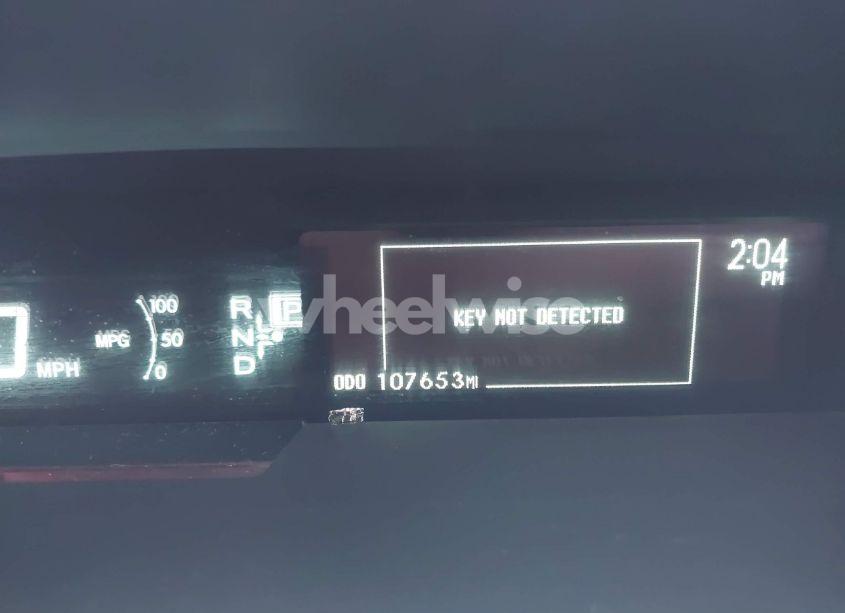 2:04
PM
100
R P
wheelwise
KEY NOT DETECTED
MPG 50
N
0
MPH
D
ODO 107653MI